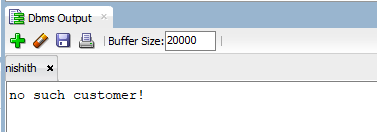 Dbms Output
Buffer Size: 20000
nishith
no such customer!